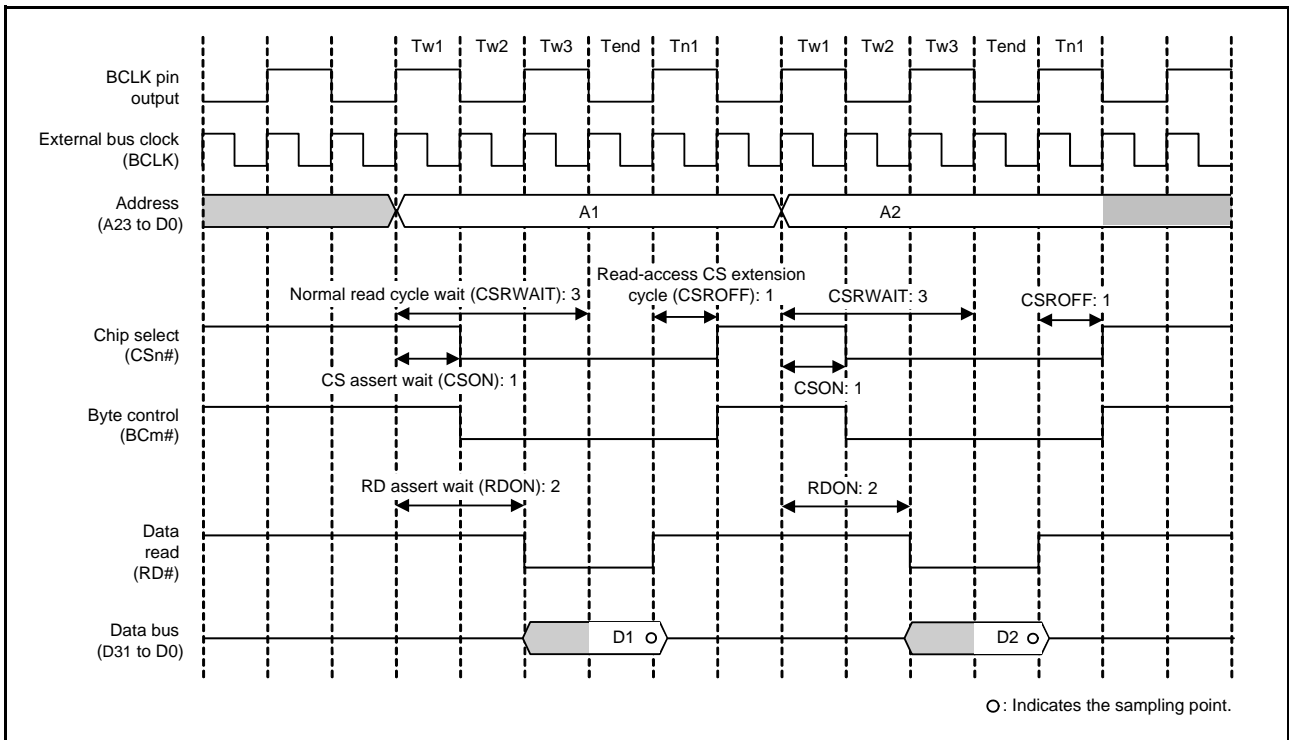 Tw1 Tw2 Tw3 Tend Tn1 Tw1 Tw2 Tw3 Tend Tn1
BCLK pin
output
External bus clock
(BCLK)
Address
(A23 to D0)
A1 A2
Read-access CS extension
cycle (CSROFF): 1
Normal read cycle wait (CSRWAIT): 3
CSRWAIT: 3
CSROFF: 1
Chip select
(CSn#)
CS assert wait (CSON): 1
CSON: 1
Byte control
(BCm#)
RD assert wait (RDON): 2
RDON: 2
Data
read
(RD#)
Data bus
(D31 to D0)
D1 D2
: Indicates the sampling point.